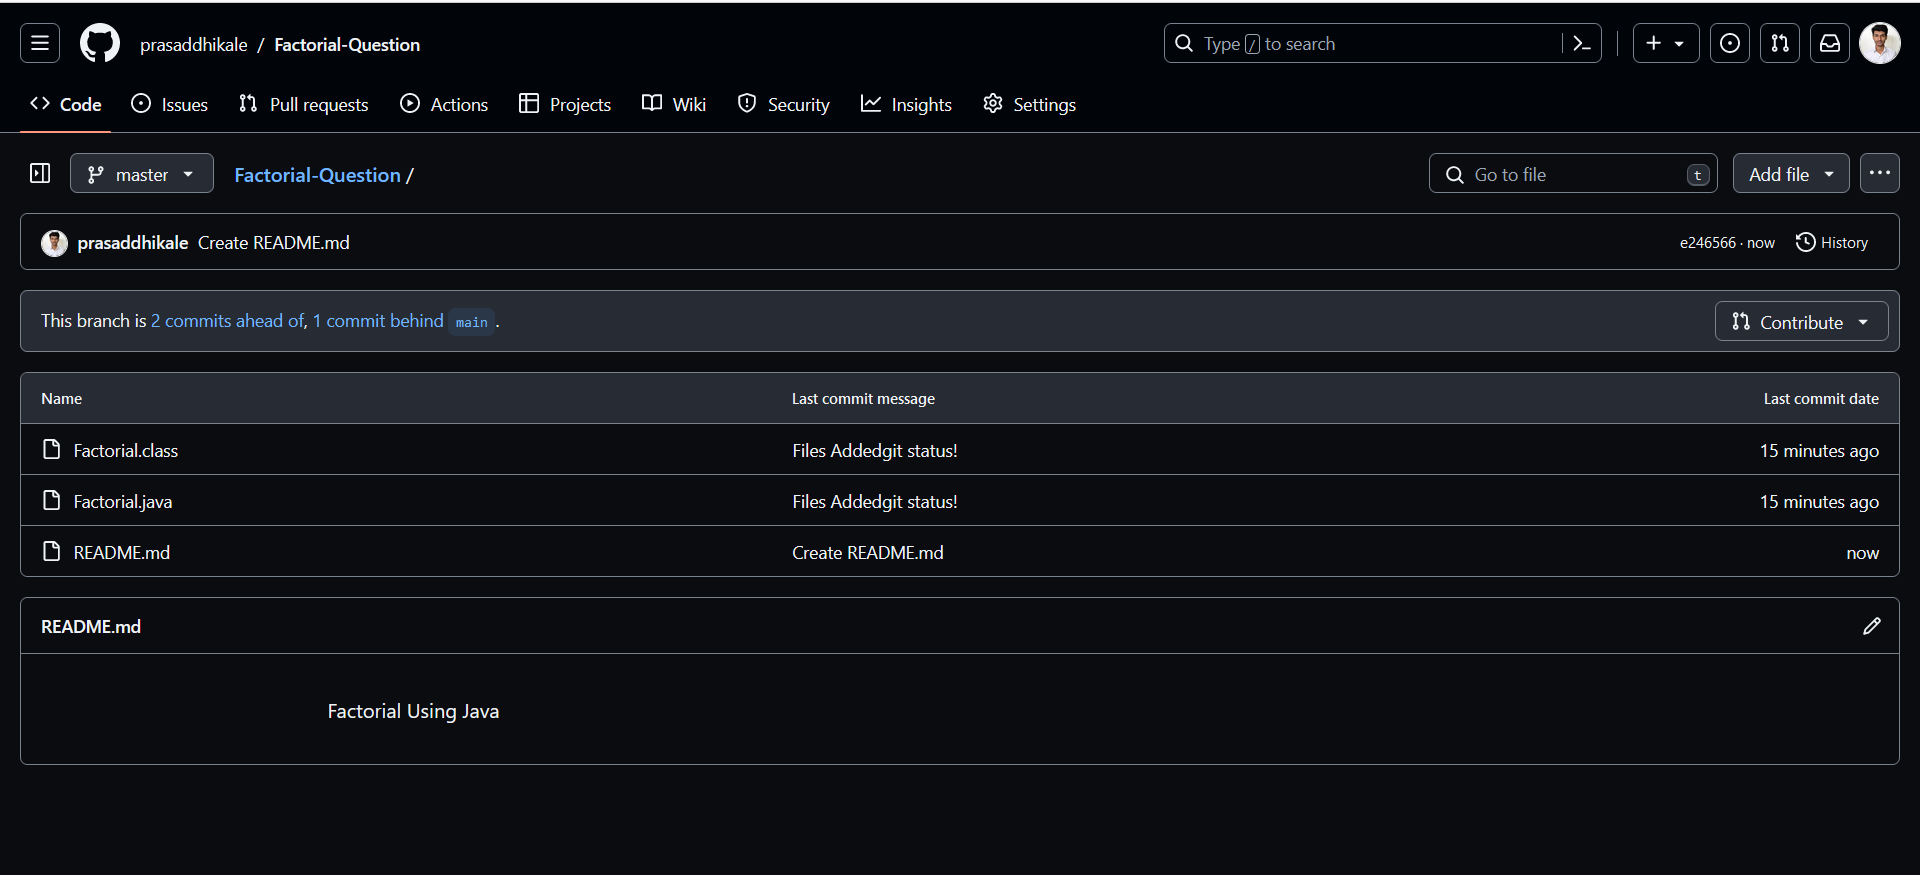 prasaddhikale / Factorial-Question Type / to search
Code Issues Pull requests Actions Projects Wiki Security Insights Settings
master Factorial-Question / Go to file t Add file
prasaddhikale Create README.md e246566 · now History
This branch is 2 commits ahead of, 1 commit behind main . Contribute
Name Last commit message Last commit date
Factorial.class Files Addedgit status! 15 minutes ago
Factorial.java Files Addedgit status! 15 minutes ago
README.md Create README.md now
README.md
Factorial Using Java